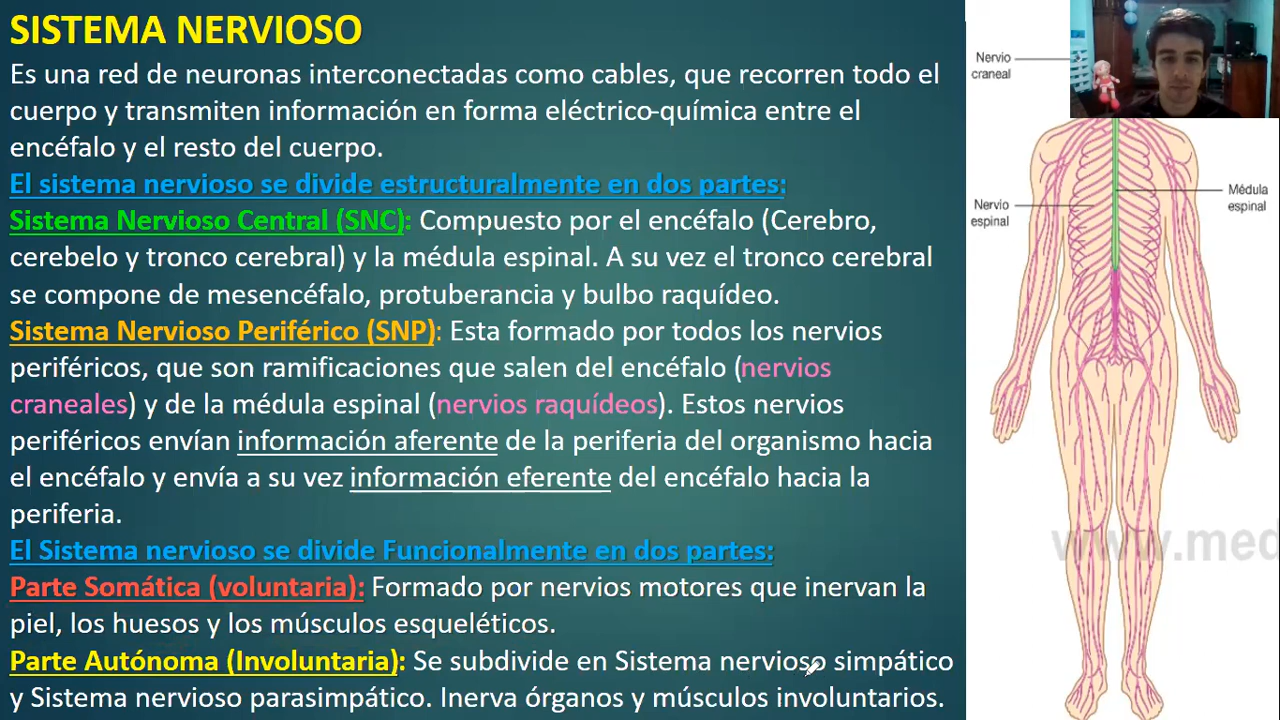 SISTEMA NERVIOSO
Es una red de neuronas interconectadas como cables, que recorren todo el
cuerpo y transmiten información en forma eléctrico-química entre el
encéfalo y el resto del cuerpo.
El sistema nervioso se divide estructuralmente en dos partes:
Sistema Nervioso Central (SNC): Compuesto por el encéfalo (Cerebro,
cerebelo y tronco cerebral) y la médula espinal. A su vez el tronco cerebral
se compone de mesencéfalo, protuberancia y bulbo raquídeo.
Sistema Nervioso Periférico (SNP): Esta formado por todos los nervios
periféricos, que son ramificaciones que salen del encéfalo (nervios
craneales) y de la médula espinal (nervios raquídeos). Estos nervios
periféricos envían información aferente de la periferia del organismo hacia
el encéfalo y envía a su vez información eferente del encéfalo hacia la
periferia.
El Sistema nervioso se divide Funcionalmente en dos partes:
Parte Somática (voluntaria): Formado por nervios motores que inervan la
piel, los huesos y los músculos esqueléticos.
Parte Autónoma (Involuntaria): Se subdivide en Sistema nervioso simpático
y Sistema nervioso parasimpático. Inerva órganos y músculos involuntarios.
Nervio
craneal
Nervio
espinal
Médula
espinal
www.med